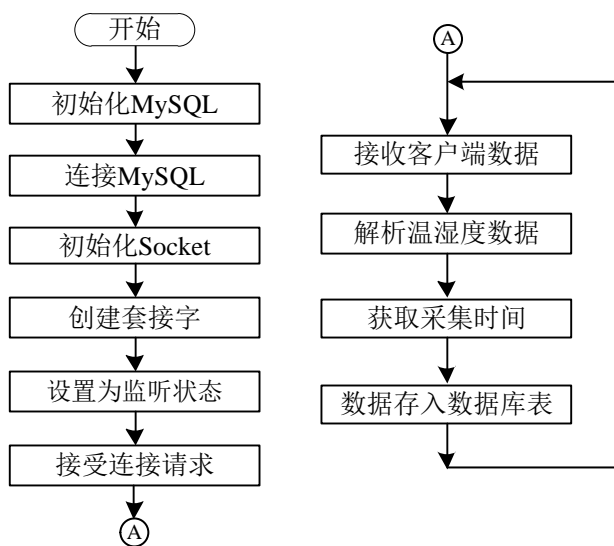 开始
初始化MySQL
连接MySQL
初始化Socket
创建套接字
设置为监听状态
接受连接请求
A
A
接收客户端数据
解析温湿度数据
获取采集时间
数据存入数据库表